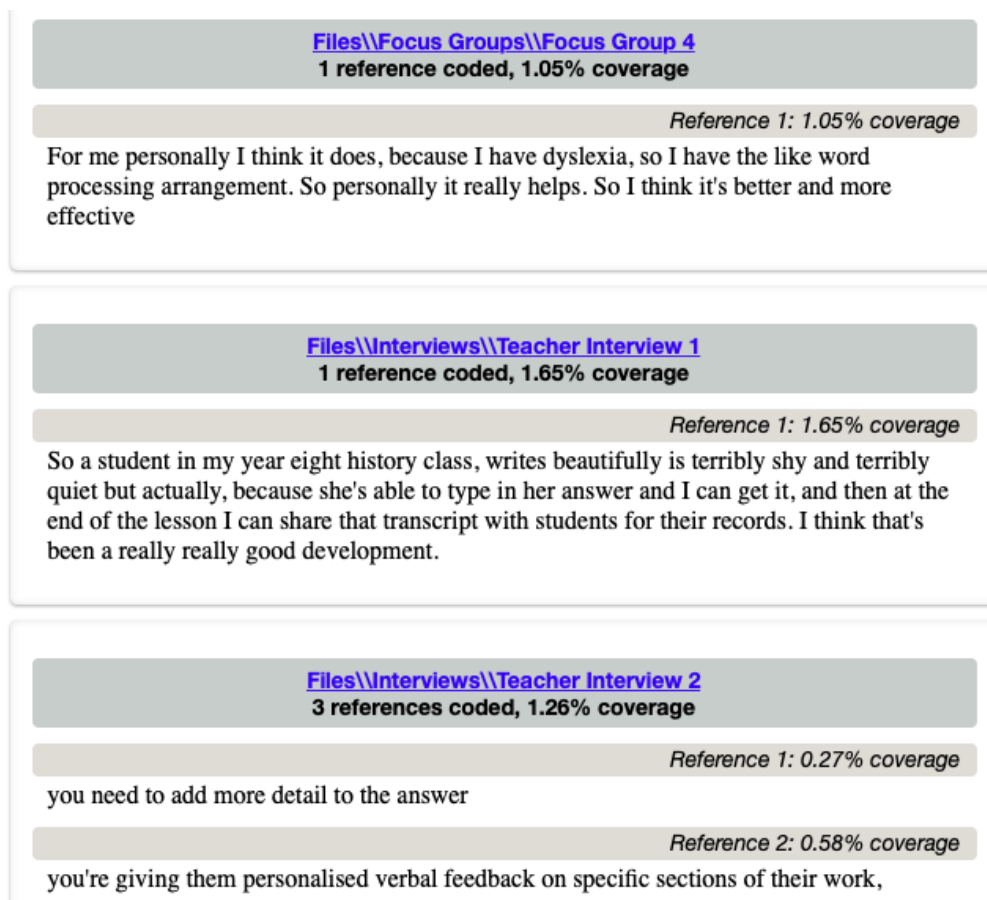 Files\\Focus Groups\\Focus Group 4
1 reference coded, 1.05% coverage
Reference 1: 1.05% coverage
For me personally I think it does, because I have dyslexia, so I have the like word
processing arrangement. So personally it really helps. So I think it's better and more
effective
Files\\Interviews\\Teacher Interview 1
1 reference coded, 1.65% coverage
Reference 1: 1.65% coverage
So a student in my year eight history class, writes beautifully is terribly shy and terribly
quiet but actually, because she's able to type in her answer and I can get it, and then at the
end of the lesson I can share that transcript with students for their records. I think that's
been a really really good development.
Files\\Interviews\\Teacher Interview 2
3 references coded, 1.26% coverage
Reference 1: 0.27% coverage
you need to add more detail to the answer
Reference 2: 0.58% coverage
you're giving them personalised verbal feedback on specific sections of their work,